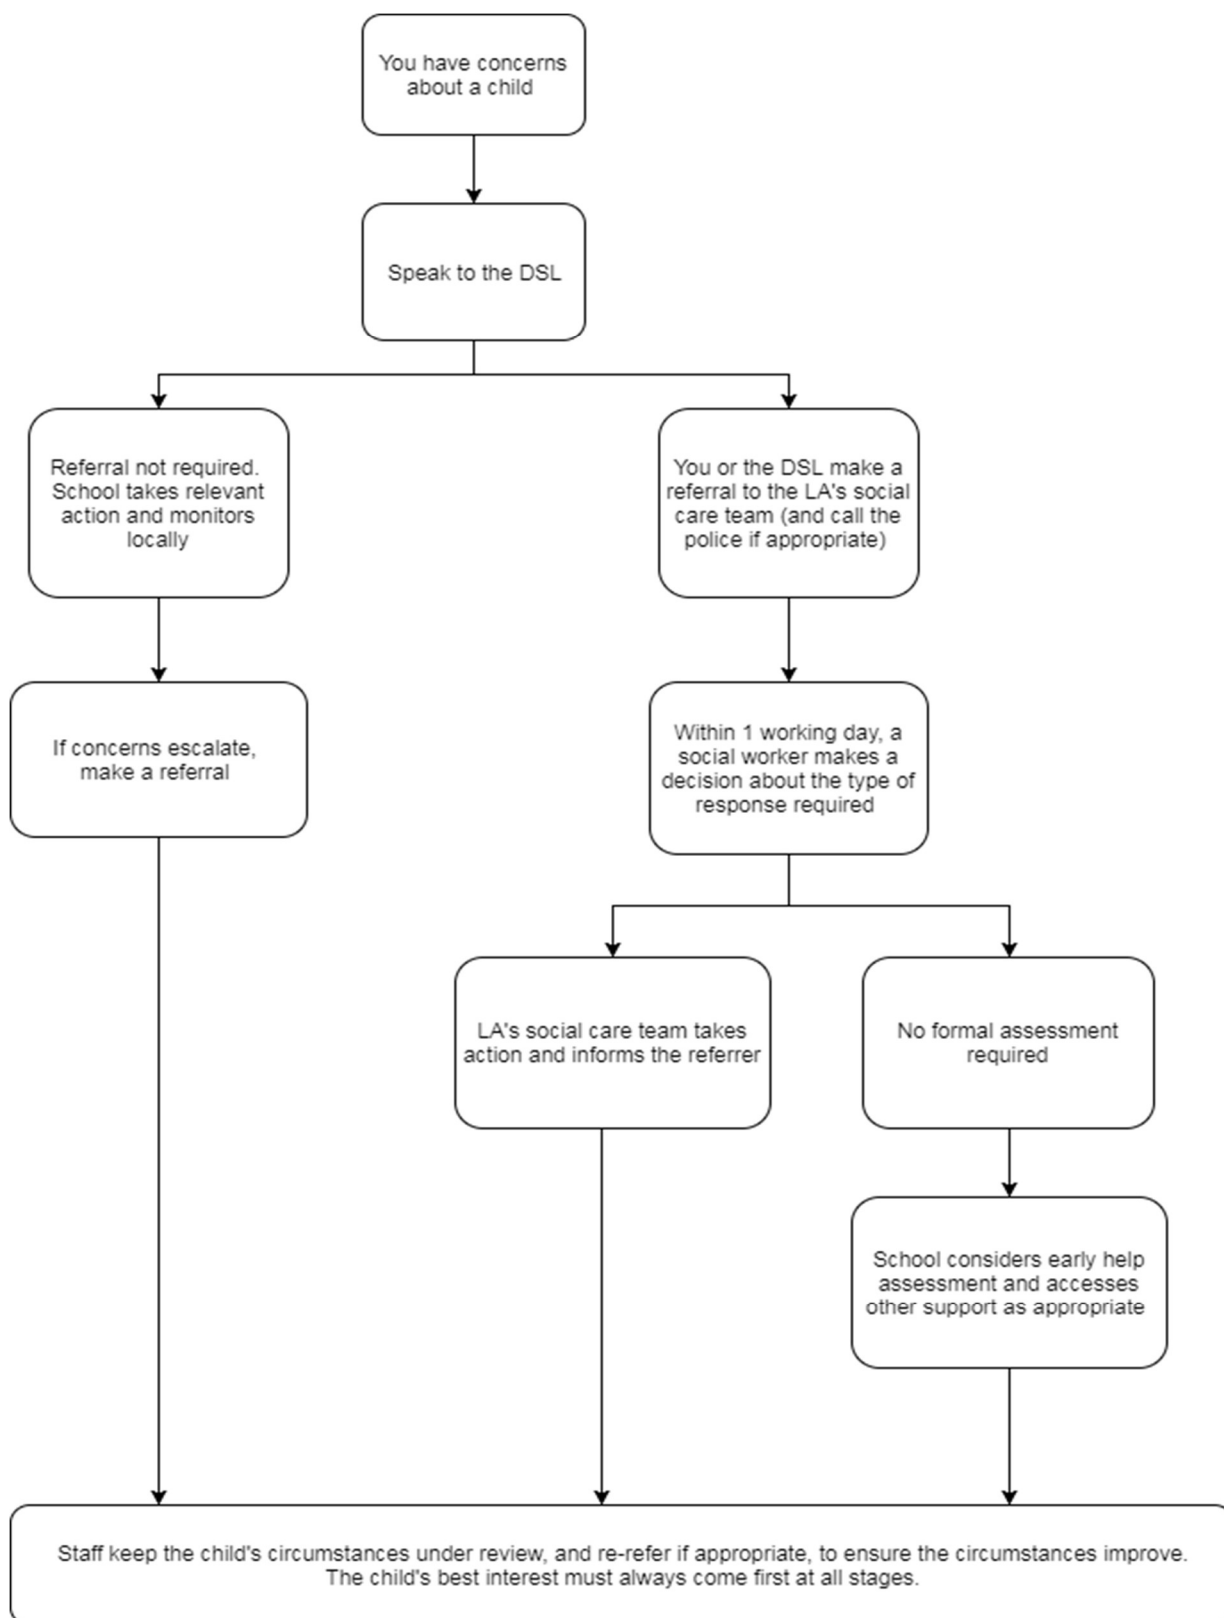 You have concerns
about a child
Speak to the DSL
Referral not required.
School takes relevant
action and monitors
locally
You or the DSL make a
referral to the LA's social
care team (and call the
police if appropriate)
If concerns escalate,
make a referral
Within 1 working day, a
social worker makes a
decision about the type of
response required
LA's social care team takes
action and informs the referrer
No formal assessment
required
School considers early help
assessment and accesses
other support as appropriate
Staff keep the child's circumstances under review, and re-refer if appropriate, to ensure the circumstances improve.
The child's best interest must always come first at all stages.